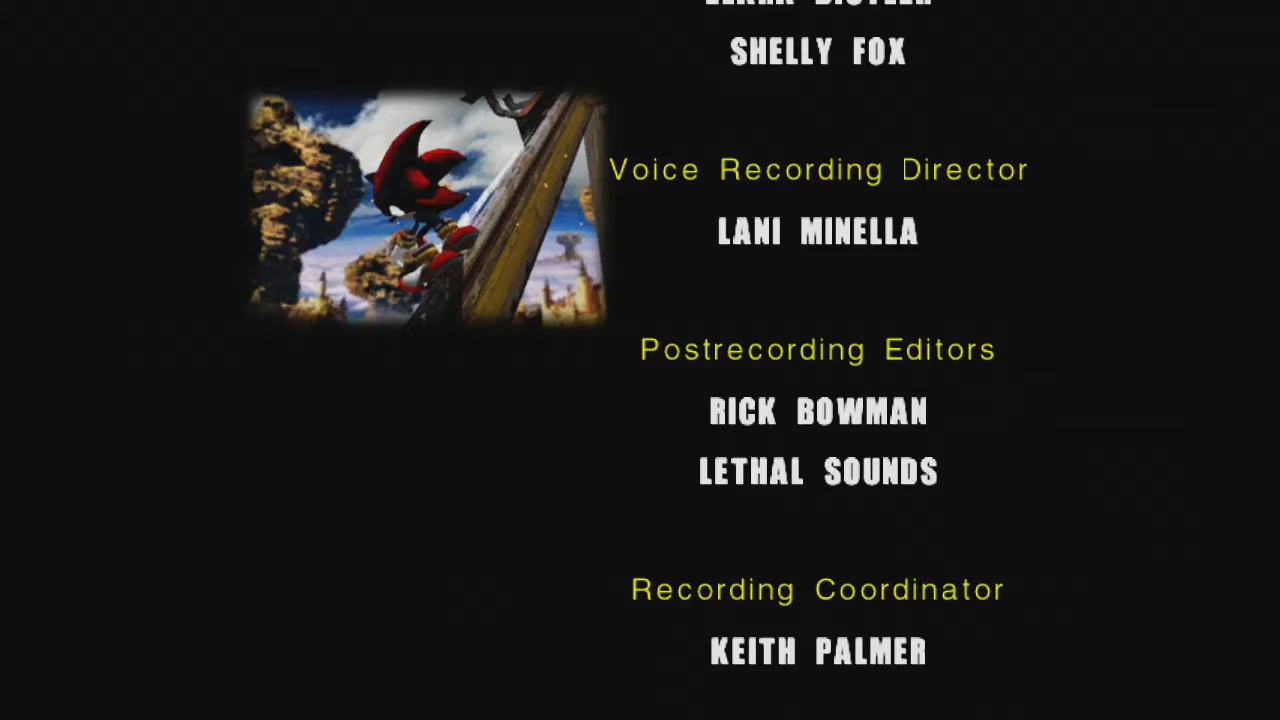 SHELLY FOX
Voice Recording Director
LANI MINELLA
Postrecording Editors
RICK BOWMAN
LETHAL SOUNDS
Recording Coordinator
KEITH PALMER